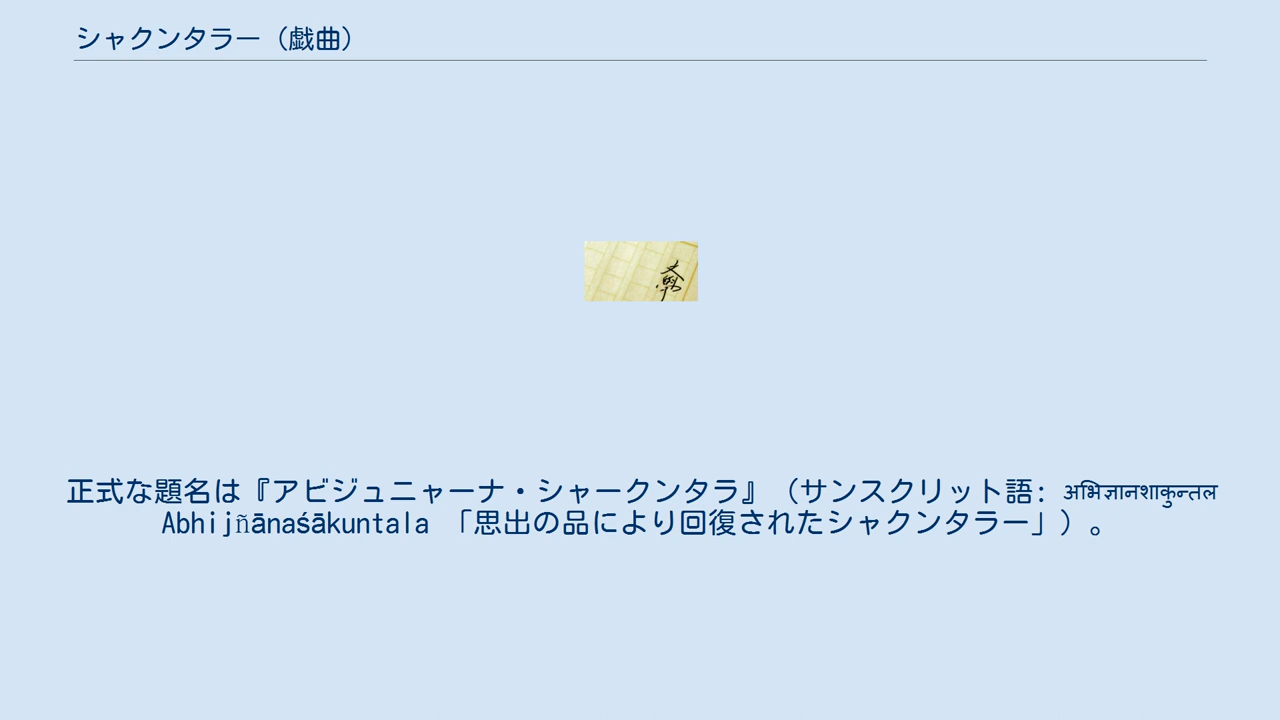 シャクンタラー（戯曲）
正式な題名は『アビジュニャーナ・シャークンタラ』（サンスクリット語: अभिज्ञानशाकुन्तल
Abhijñānaśākuntala 「思出の品により回復されたシャクンタラー」）。